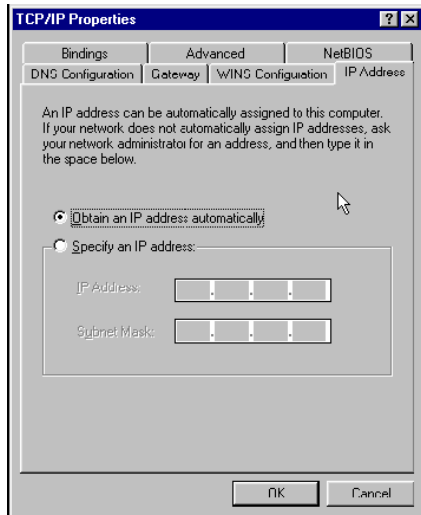 TCP/IP Properties
Bindings Advanced NetBIOS
DNS Configuration Gateway WINS Configuration IP Address
An IP address can be automatically assigned to this computer.
If your network does not automatically assign IP addresses, ask
your network administrator for an address, and then type it in
the space below.
Obtain an IP address automatically
Specify an IP address:
IP Address:
Subnet Mask:
OK Cancel